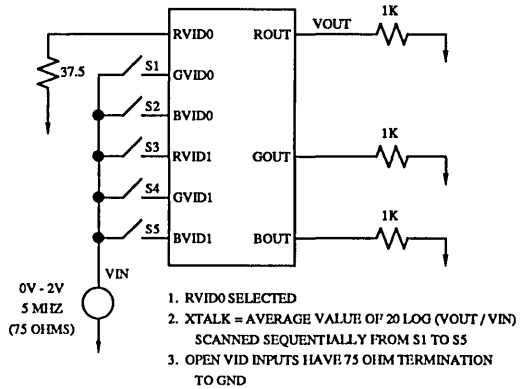 1K
RVID0 ROUT VOUT
37.5
S1 GVID0
S2 BVID0
S3 RVID1 GOUT 1K
S4 GVID1
S5 BVID1 BOUT 1K
VIN
0V - 2V
5 MHZ
(75 OHMS)
1. RVID0 SELECTED
2. XTALK = AVERAGE VALUE OF 20 LOG (VOUT / VIN)
SCANNED SEQUENTIALLY FROM S1 TO S5
3. OPEN VID INPUTS HAVE 75 OHM TERMINATION
TO GND